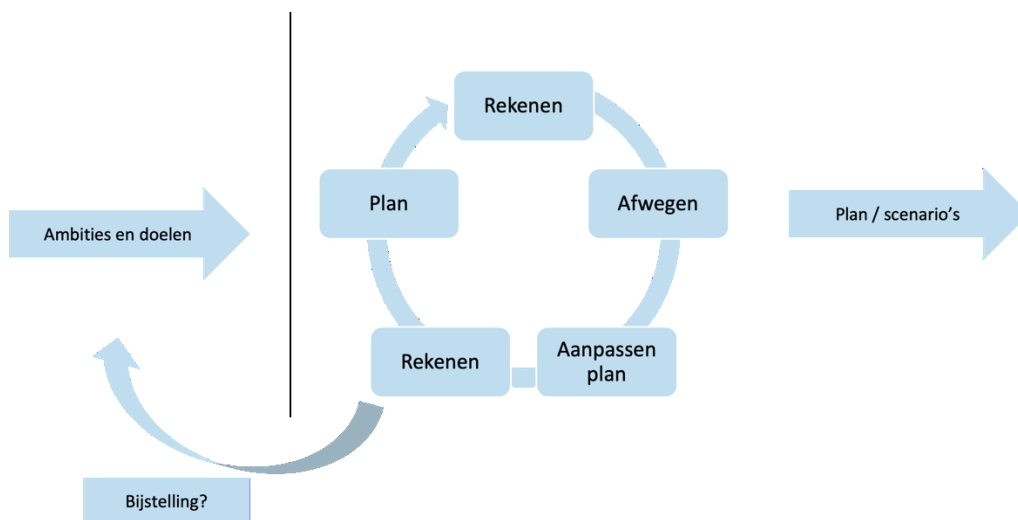 Rekenen
Plan
Afwegen
Ambities en doelen
Plan / scenario's
Rekenen
Aanpassen
plan
Bijstelling?